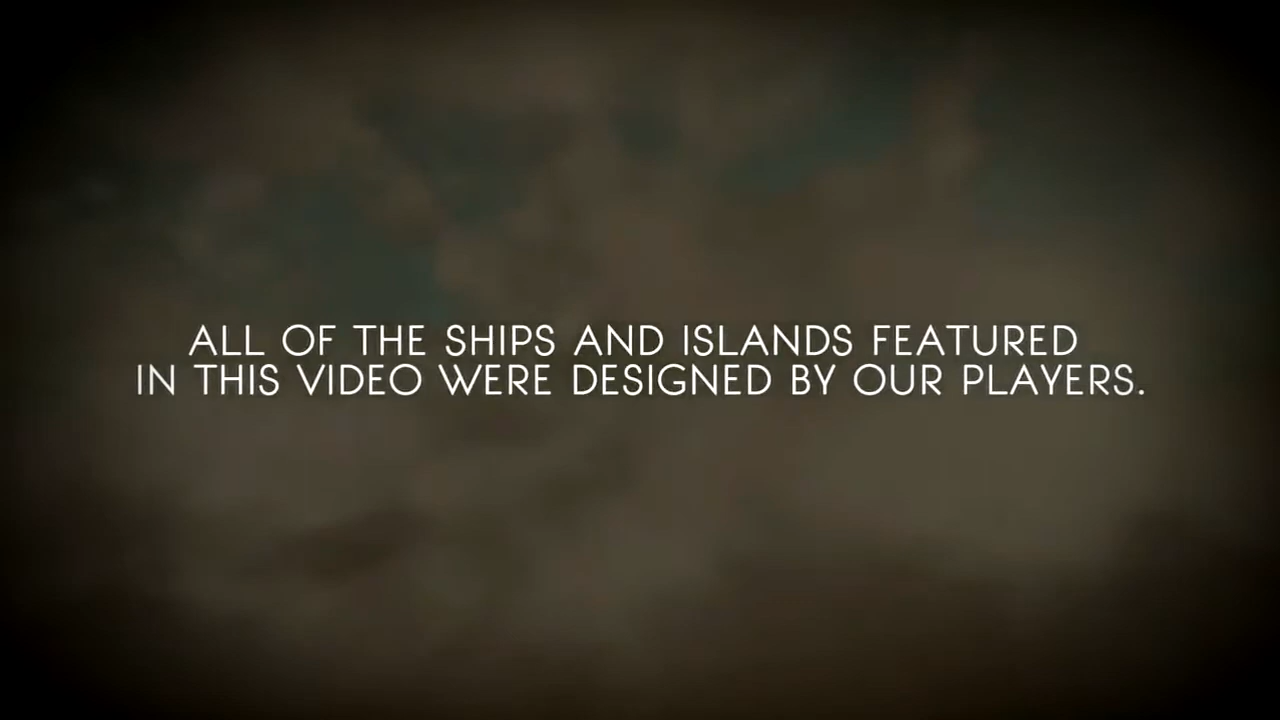 ALL OF THE SHIPS AND ISLANDS FEATURED
IN THIS VIDEO WERE DESIGNED BY OUR PLAYERS.